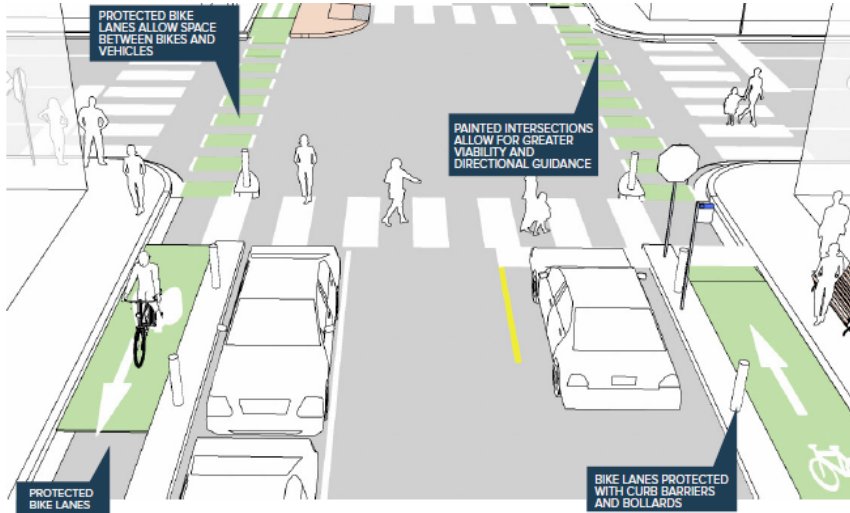 PROTECTED BIKE
LANES ALLOW SPACE
BETWEEN BIKES AND
VEHICLES
PAINTED INTERSECTIONS
ALLOW FOR GREATER
VIABILITY AND
DIRECTIONAL GUIDANCE
PROTECTED
BIKE LANES
BIKE LANES PROTECTED
WITH CURB BARRIERS
AND BOLLARDS